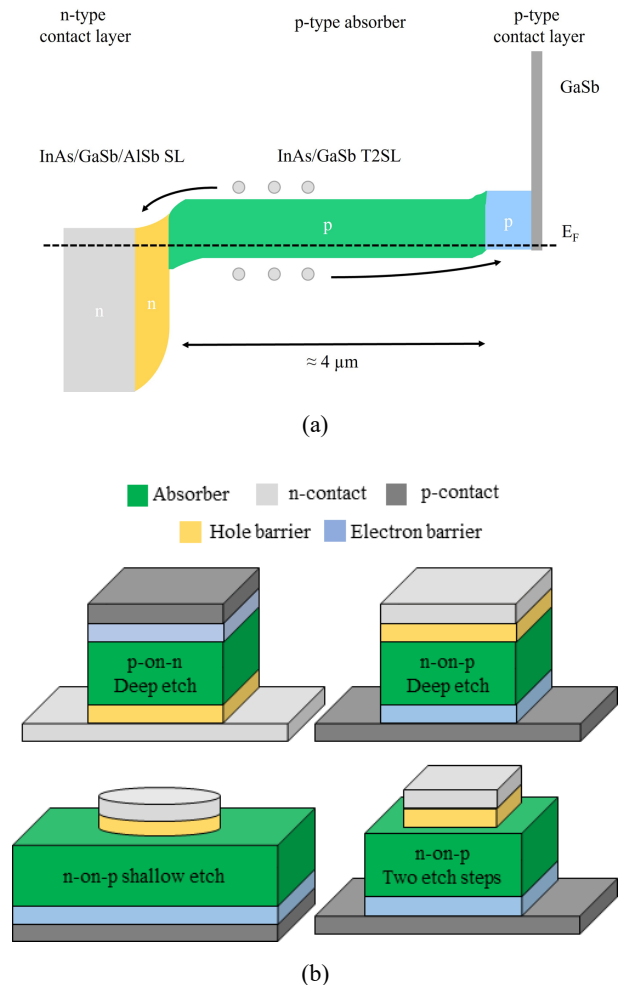 n-type
contact layer
p-type absorber
p-type
contact layer
GaSb
InAs/GaSb/AlSb SL
InAs/GaSb T2SL
p
p
E_F
n
n
≈ 4 µm
(a)
Absorber
n-contact
p-contact
Hole barrier
Electron barrier
p-on-n
Deep etch
n-on-p
Deep etch
n-on-p shallow etch
n-on-p
Two etch steps
(b)